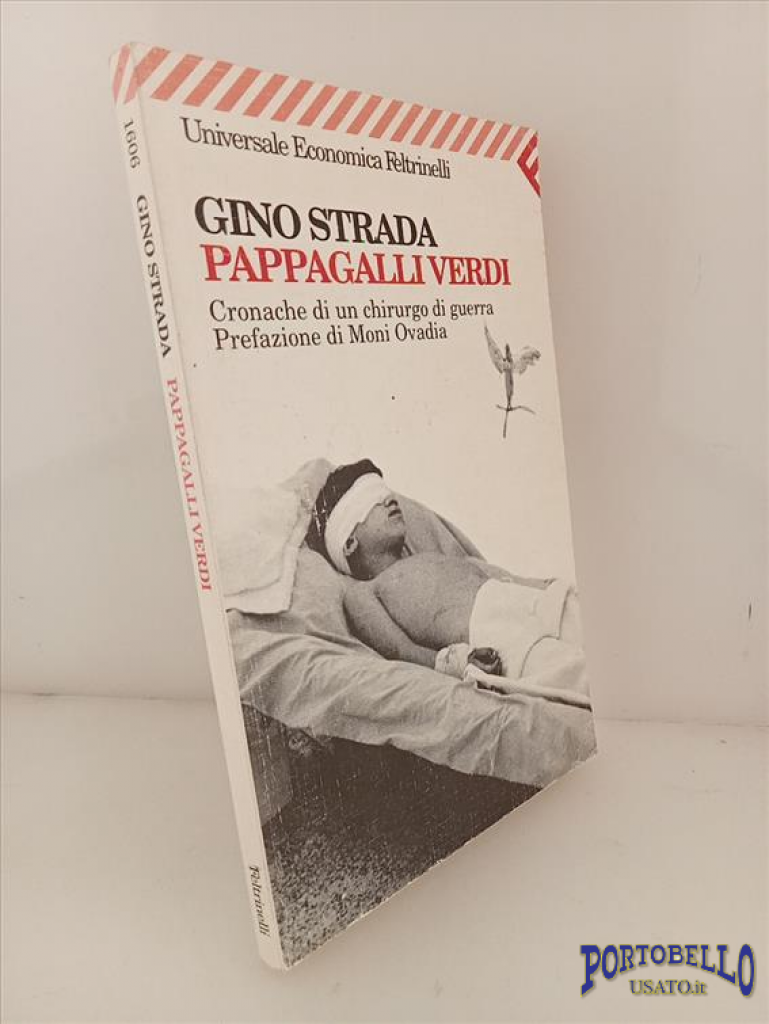 Universale Economica Feltrinelli
GINO STRADA
PAPPAGALLI VERDI
Cronache di un chirurgo di guerra
Prefazione di Moni Ovadia
1606 GINO STRADA PAPPAGALLI VERDI Feltrinelli
PORTOBELLO
USATO.it